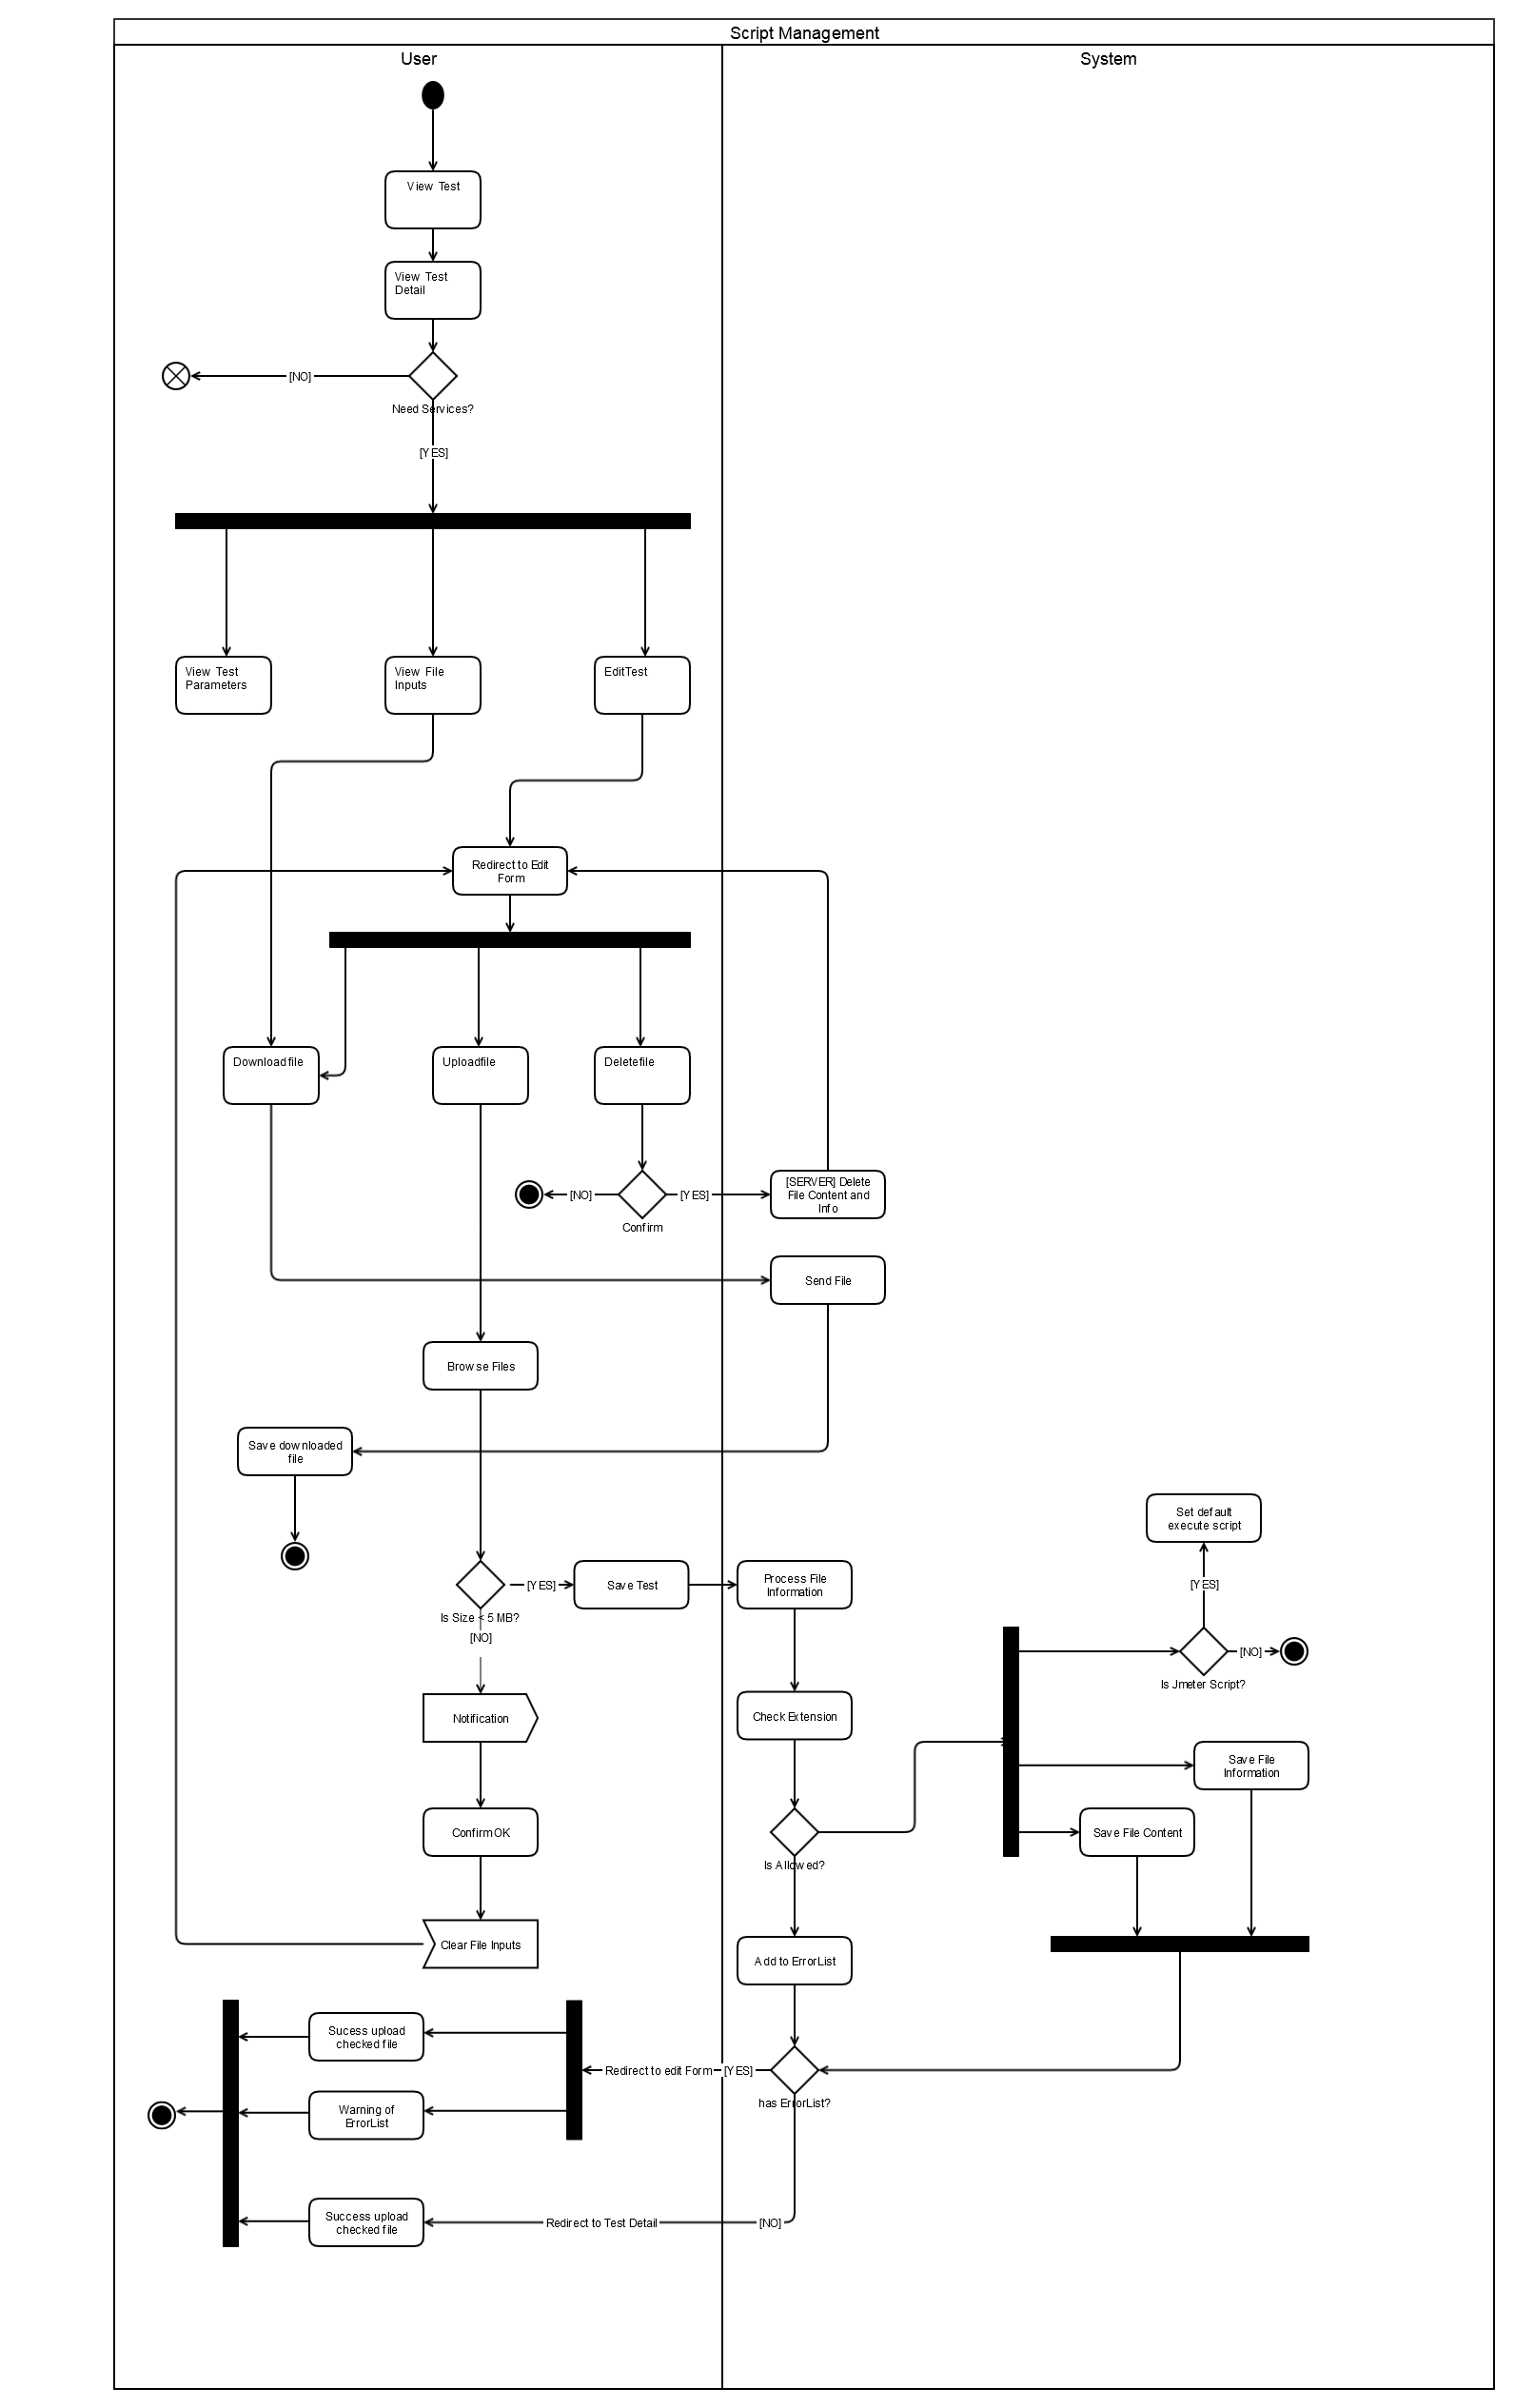 Script Management
User
System
View Test
View Test
Detail
[NO]
Need Services?
[YES]
View Test
Parameters
View File
Inputs
EditTest
Redirect to Edit
Form
Downloadfile
Uploadfile
Deletefile
[NO]
[YES]
Confirm
[SERVER] Delete
File Content and
Info
Send File
Browse Files
Save downloaded
file
Set default
execute script
[YES]
Save Test
Process File
Information
[YES]
Is Size < 5 MB?
[NO]
[NO]
Is Jmeter Script?
Notification
Check Extension
Save File
Information
ConfirmOK
Save File Content
Is Allowed?
Clear File Inputs
Add to ErrorList
Sucess upload
checked file
Redirect to edit Form
[YES]
has ErrorList?
Warning of
ErrorList
Success upload
checked file
Redirect to Test Detail
[NO]